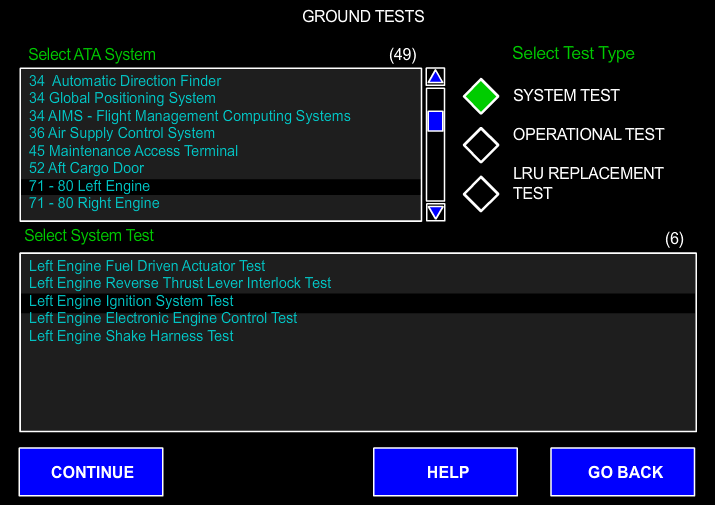 GROUND TESTS
Select ATA System (49)
34  Automatic Direction Finder
34 Global Positioning System
34 AIMS - Flight Management Computing Systems
36 Air Supply Control System
45 Maintenance Access Terminal
52 Aft Cargo Door
71 - 80 Left Engine
71 - 80 Right Engine
Select Test Type
SYSTEM TEST
OPERATIONAL TEST
LRU REPLACEMENT
TEST
Select System Test (6)
Left Engine Fuel Driven Actuator Test
Left Engine Reverse Thrust Lever Interlock Test
Left Engine Ignition System Test
Left Engine Electronic Engine Control Test
Left Engine Shake Harness Test
CONTINUE HELP GO BACK